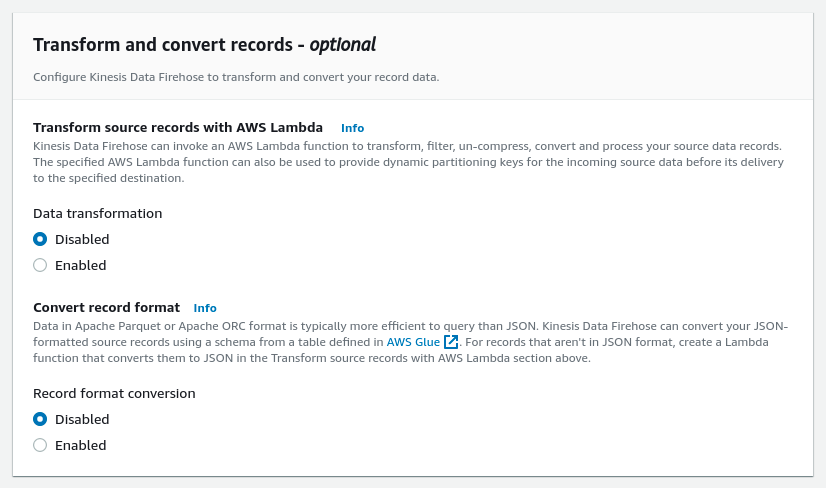 Transform and convert records - optional
Configure Kinesis Data Firehose to transform and convert your record data.
Transform source records with AWS Lambda Info
Kinesis Data Firehose can invoke an AWS Lambda function to transform, filter, un-compress, convert and process your source data records.
The specified AWS Lambda function can also be used to provide dynamic partitioning keys for the incoming source data before its delivery
to the specified destination.
Data transformation
Disabled
Enabled
Convert record format Info
Data in Apache Parquet or Apache ORC format is typically more efficient to query than JSON. Kinesis Data Firehose can convert your JSON-
formatted source records using a schema from a table defined in AWS Glue. For records that aren't in JSON format, create a Lambda
function that converts them to JSON in the Transform source records with AWS Lambda section above.
Record format conversion
Disabled
Enabled